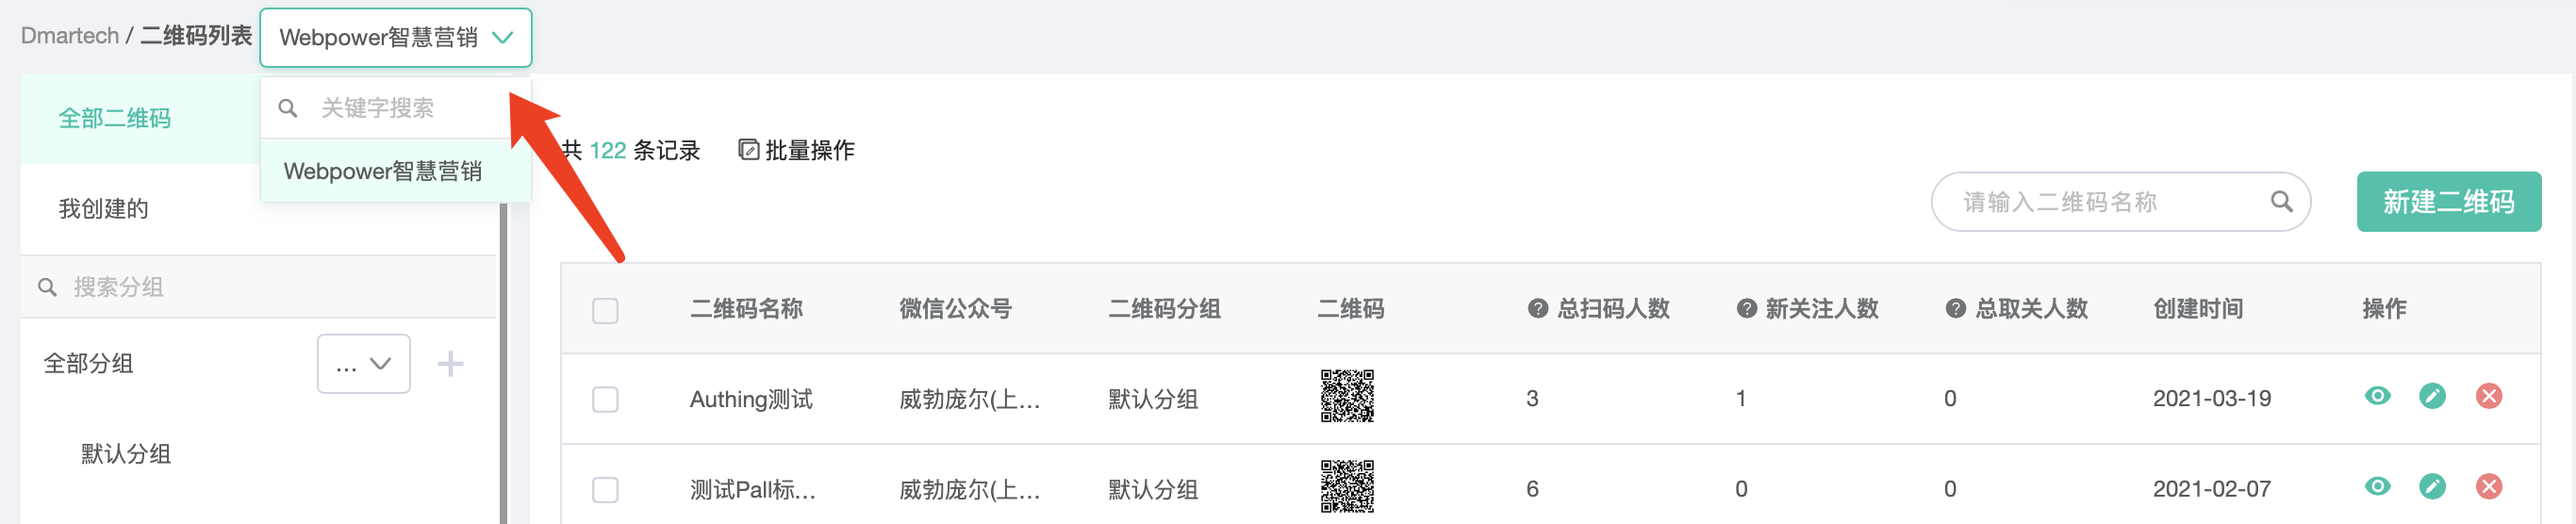 Dmartech / 二维码列表 Webpower智慧营销
全部二维码
关键字搜索
Webpower智慧营销
我创建的
搜索分组
全部分组 ...
默认分组
共 122 条记录 批量操作
请输入二维码名称 新建二维码
二维码名称 微信公众号 二维码分组 二维码 总扫码人数 新关注人数 总取关人数 创建时间 操作
Authing测试 威勃庞尔(上... 默认分组 3 1 0 2021-03-19
测试Pall标... 威勃庞尔(上... 默认分组 6 0 0 2021-02-07